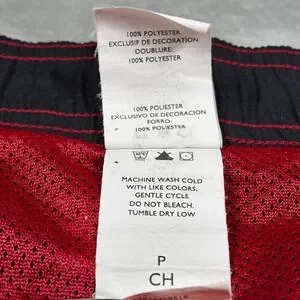 100% POLYESTER
EXCLUSIF DE DECORATION
DOUBLURE:
100% POLYESTER
100% POLYESTER
EXCLUSIVO DE DECORACION
FORRO:
100% POLIESTER
MACHINE WASH COLD
WITH LIKE COLORS,
GENTLE CYCLE
DO NOT BLEACH.
TUMBLE DRY LOW
P
CH